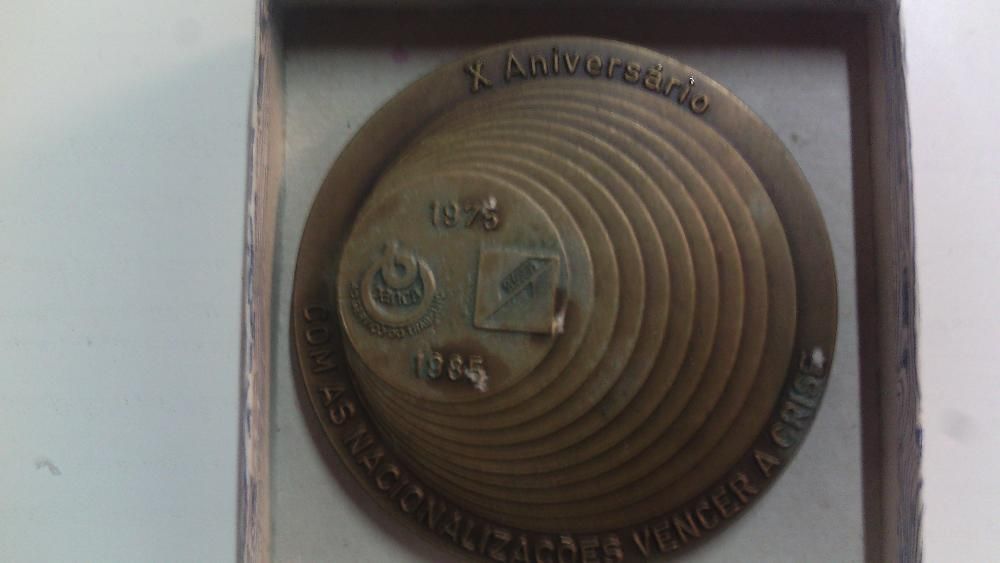 X Aniversário
1975
1985
COM AS NACIONALIZAÇÕES VENCER A CRISE